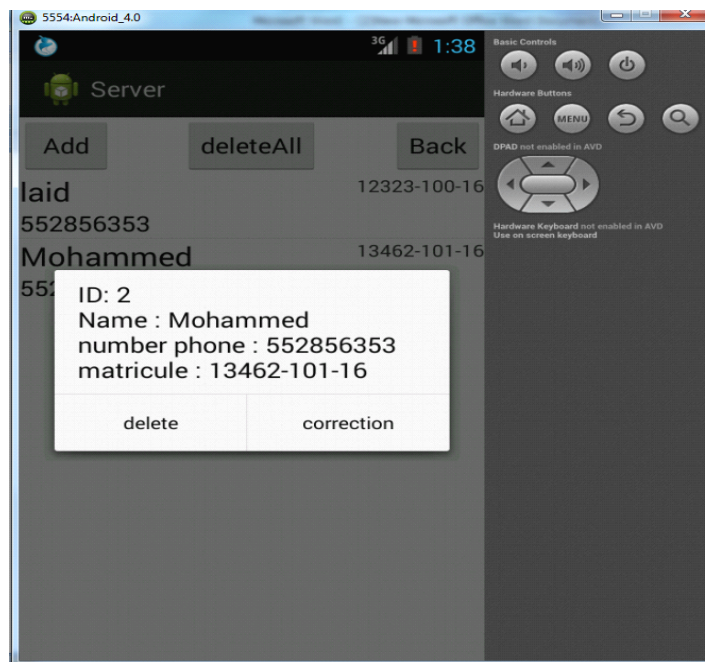 5554:Android_4.0
3G 1:38
Server
Add deleteAll Back
laid 12323-100-16
552856353
Mohammed 13462-101-16
552
ID: 2
Name : Mohammed
number phone : 552856353
matricule : 13462-101-16
delete correction
Basic Controls
Hardware Buttons
MENU
DPAD not enabled in AVD
Hardware Keyboard not enabled in AVD
Use on screen keyboard